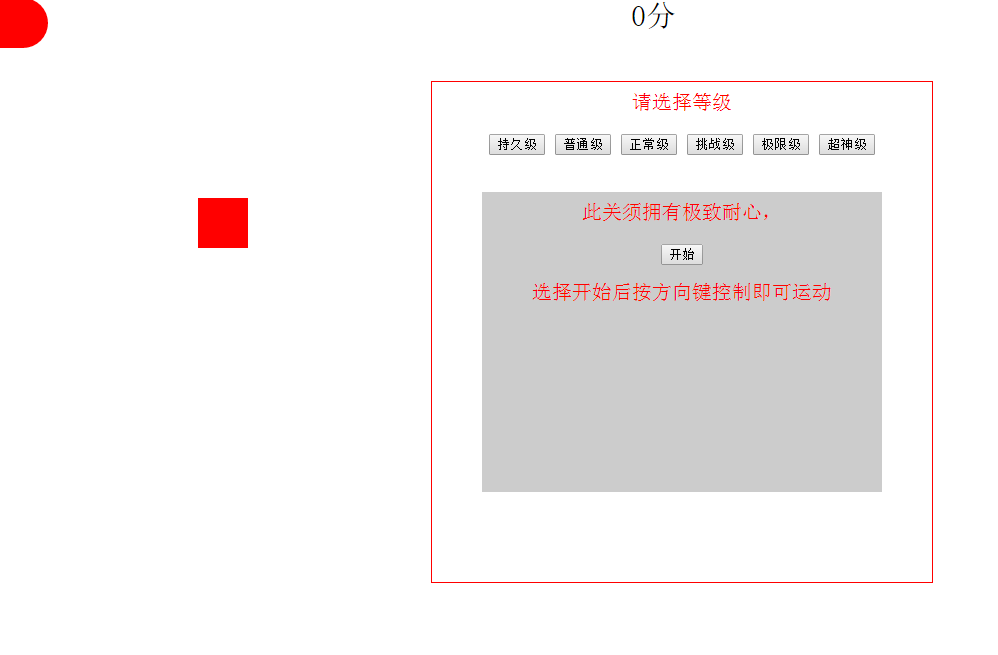 0分
请选择等级
持久级 普通级 正常级 挑战级 极限级 超神级
此关须拥有极致耐心，
开始
选择开始后按方向键控制即可运动